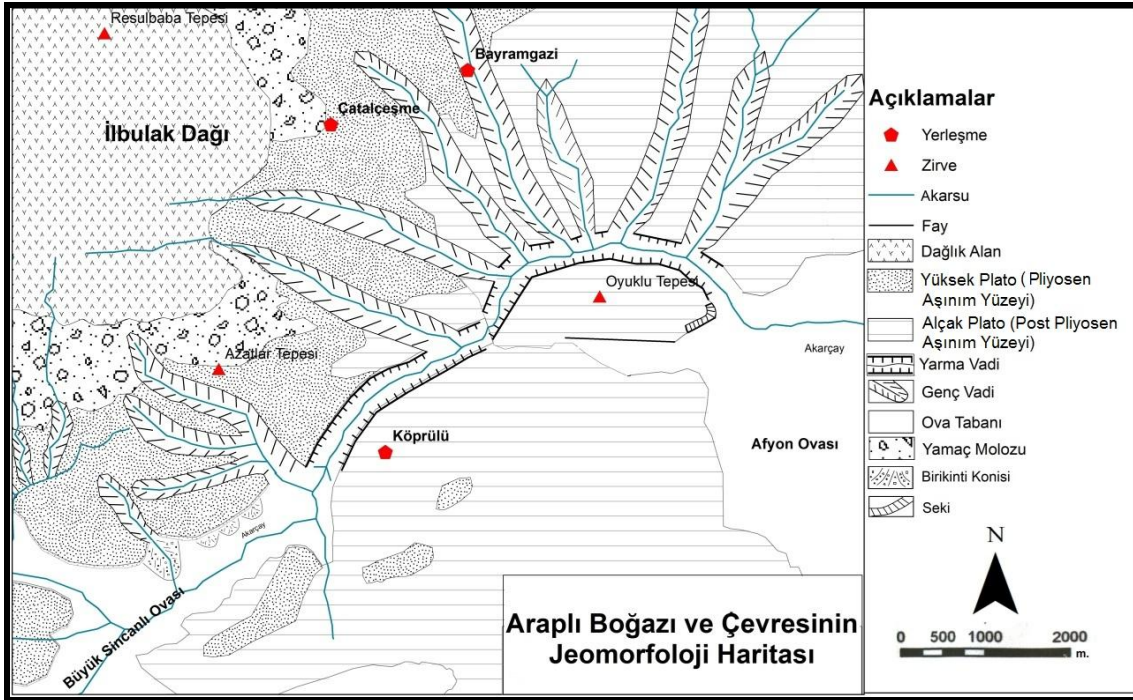 Resulbaba Tepesi
Bayramgazi
Çatalçeşme
İlbulak Dağı
Oyuklu Tepesi
Akarçay
Azatlar Tepesi
Köprülü
Afyon Ovası
Akarçay
Büyük Sincanlı Ovası
Araplı Boğazı ve Çevresinin
Jeomorfoloji Haritası
Açıklamalar
Yerleşme
Zirve
Akarsu
Fay
Dağlık Alan
Yüksek Plato ( Pliyosen
Aşınım Yüzeyi)
Alçak Plato (Post Pliyosen
Aşınım Yüzeyi)
Yarma Vadi
Genç Vadi
Ova Tabanı
Yamaç Molozu
Birikinti Konisi
Seki
N
0 500 1000 2000
m.